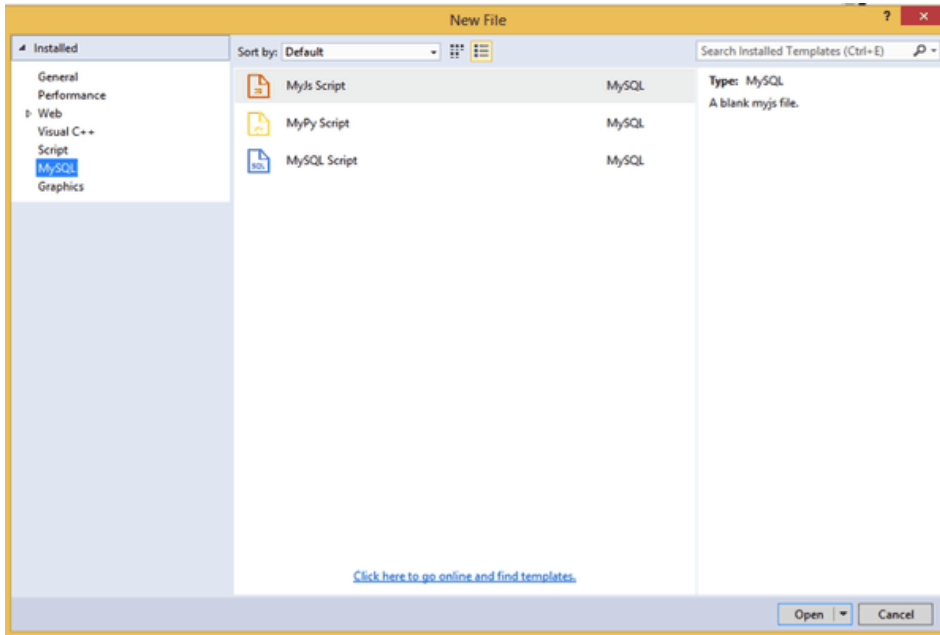 New File
? ×
Installed
Sort by: Default
Search Installed Templates (Ctrl+E)
General
Performance
Web
Visual C++
Script
MySQL
Graphics
MyJs Script MySQL
MyPy Script MySQL
MySQL Script MySQL
Type: MySQL
A blank myjs file.
Click here to go online and find templates.
Open Cancel